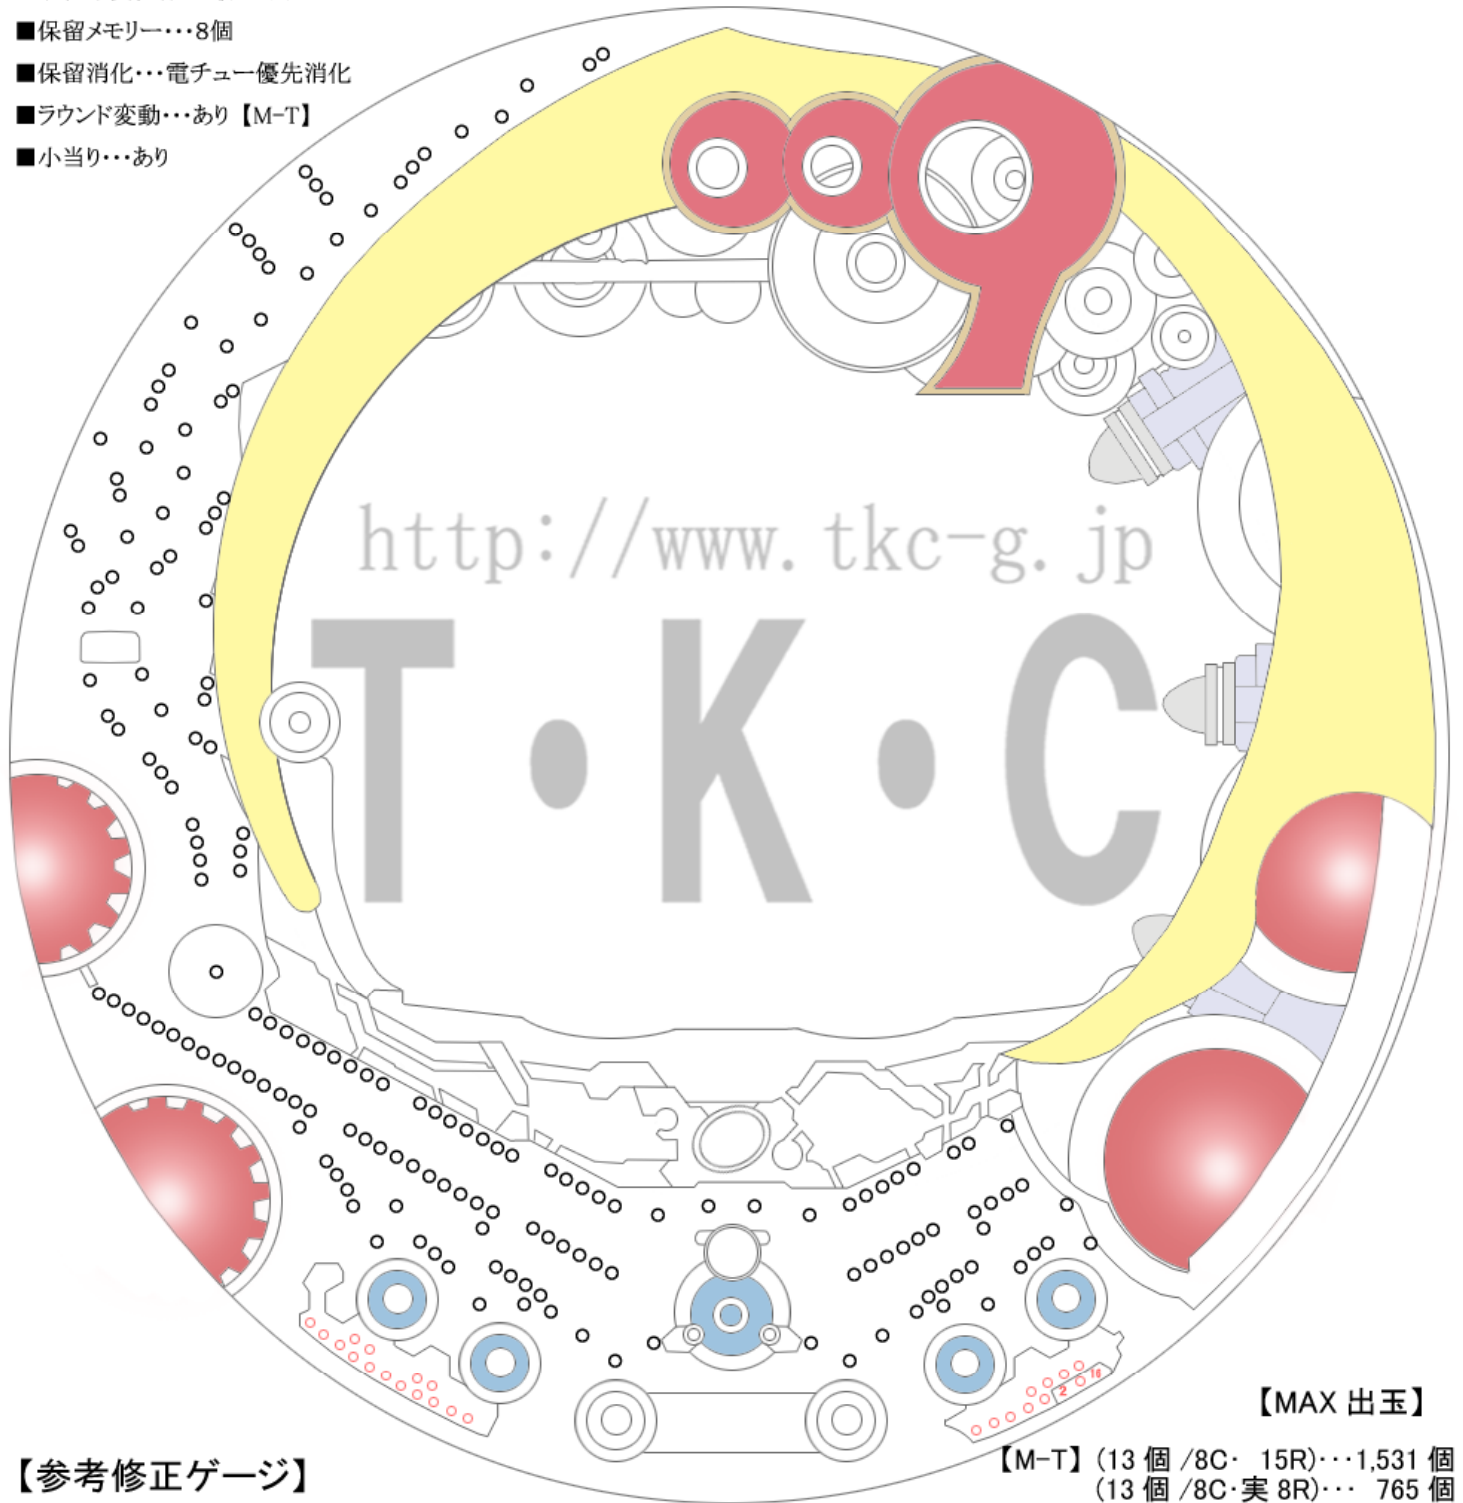 ■保留メモリー・・・8個
■保留消化・・・電チュー優先消化
■ラウンド変動・・・あり【M-T】
■小当り・・・あり
009
http://www.tkc-g.jp
T・K・C
2 16
【MAX 出玉】
【M-T】(13 個 /8C・ 15R)・・・1,531 個
(13 個 /8C・実 8R)・・・ 765 個
【参考修正ゲージ】